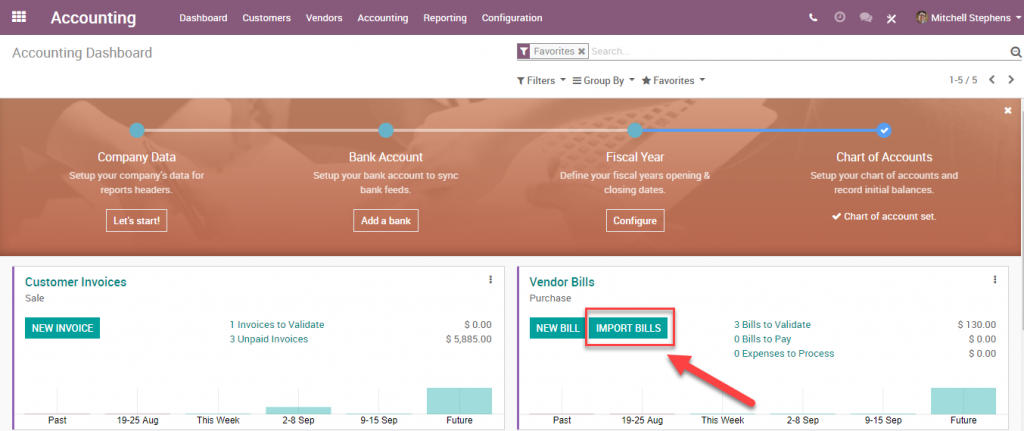 Accounting Dashboard Customers Vendors Accounting Reporting Configuration Mitchell Stephens
Accounting Dashboard
Favorites Search...
Filters Group By Favorites 1-5 / 5
Company Data
Setup your company's data for
reports headers.
Let's start!
Bank Account
Setup your bank account to sync
bank feeds.
Add a bank
Fiscal Year
Define your fiscal years opening &
closing dates.
Configure
Chart of Accounts
Setup your chart of accounts and
record initial balances.
Chart of account set.
Customer Invoices
Sale
NEW INVOICE
1 Invoices to Validate $ 0.00
3 Unpaid Invoices $ 5,885.00
Past 19-25 Aug This Week 2-8 Sep 9-15 Sep Future
Vendor Bills
Purchase
NEW BILL IMPORT BILLS
3 Bills to Validate $ 130.00
0 Bills to Pay $ 0.00
0 Expenses to Process $ 0.00
Past 19-25 Aug This Week 2-8 Sep 9-15 Sep Future